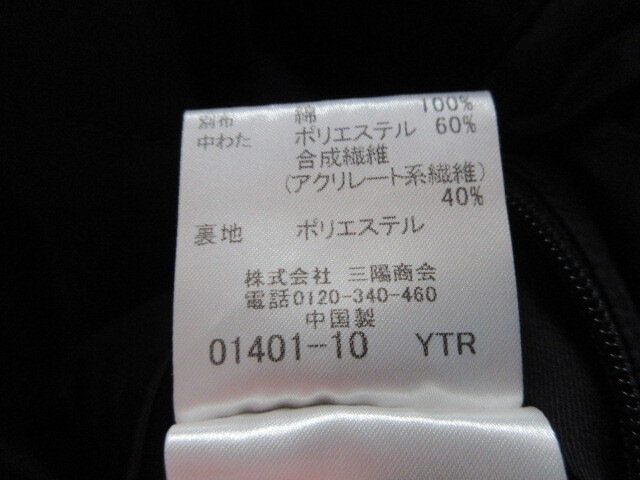 別布 綿 100%
中わた ポリエステル 60%
合成繊維
(アクリレート系繊維)
40%
裏地 ポリエステル
株式会社 三陽商会
電話0120-340-460
中国製
01401-10 YTR